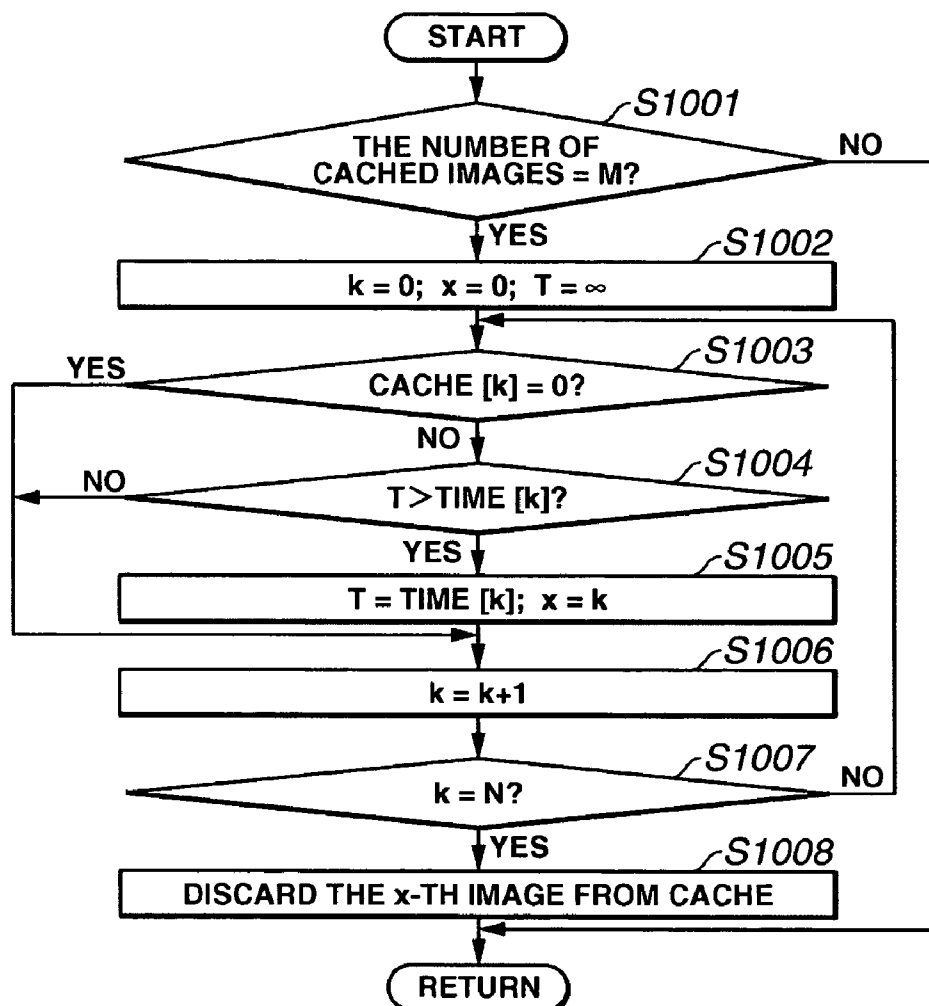 START
S1001
THE NUMBER OF
CACHED IMAGES = M?
NO
YES
S1002
k = 0; x = 0; T = ∞
S1003
YES
CACHE [k] = 0?
NO
S1004
NO
T > TIME [k]?
YES
S1005
T = TIME [k]; x = k
S1006
k = k+1
S1007
k = N?
NO
YES
S1008
DISCARD THE x-TH IMAGE FROM CACHE
RETURN